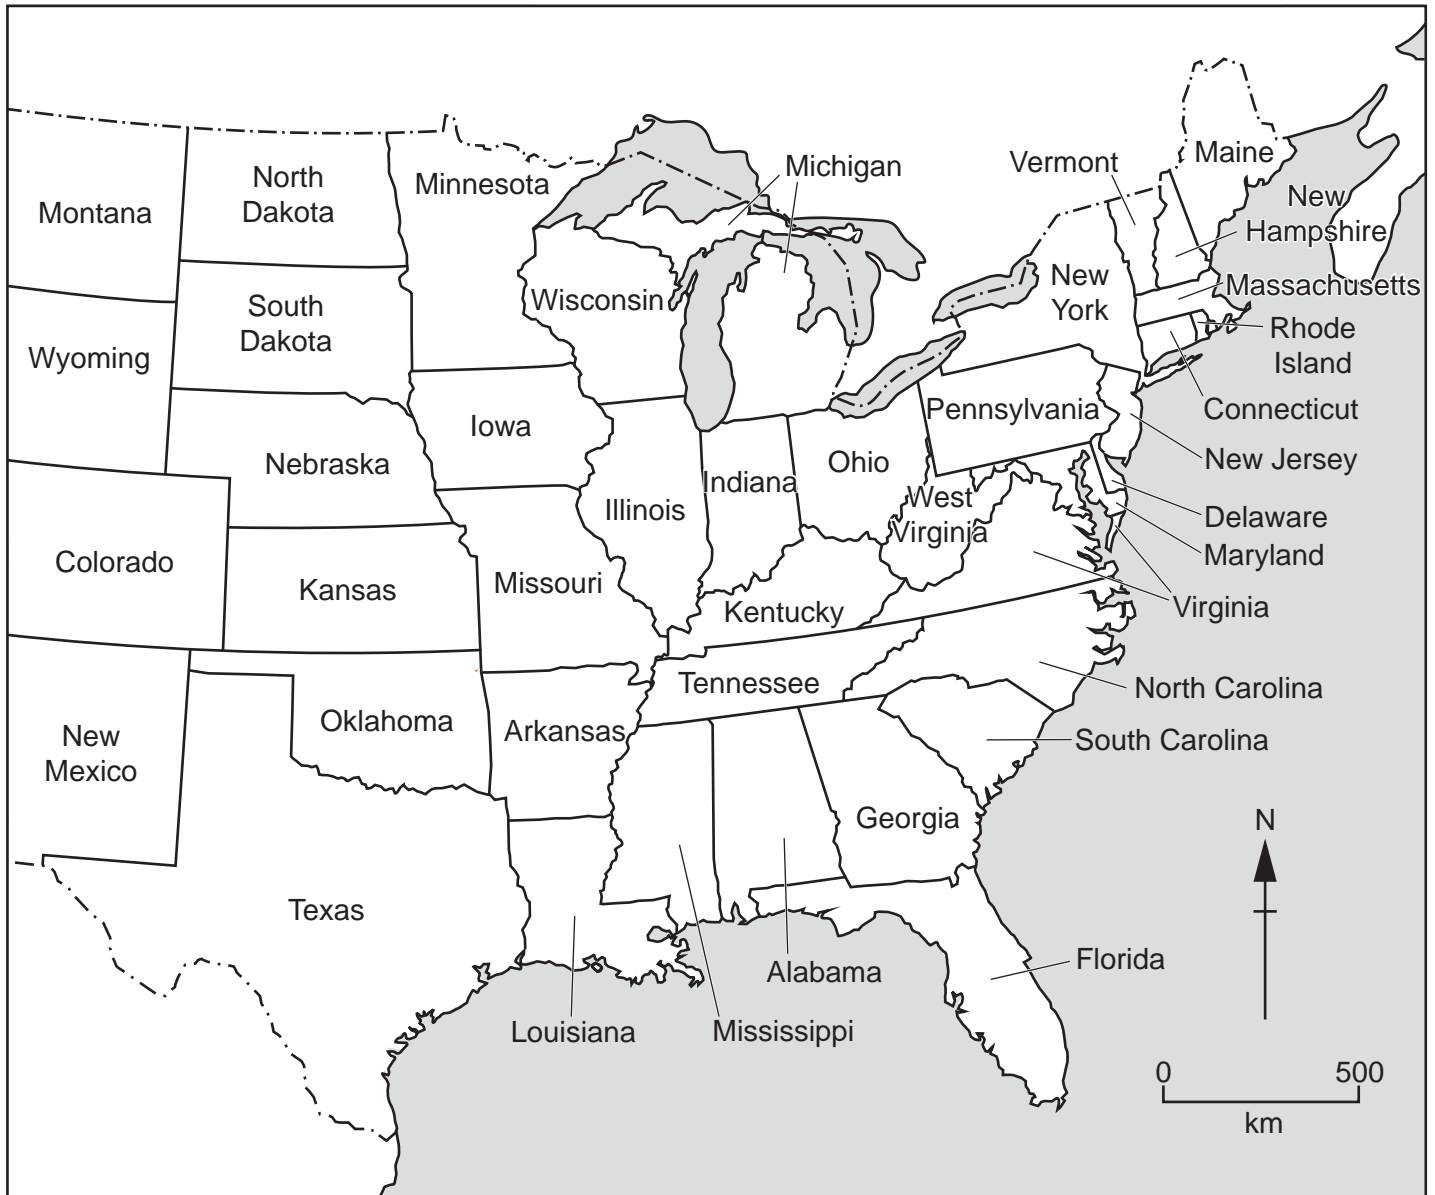 Michigan
Vermont
Maine
North
Dakota
Minnesota
Montana
New
Hampshire
New
York
Massachusetts
Wisconsin
South
Dakota
Rhode
Island
Wyoming
Pennsylvania
Connecticut
Iowa
New Jersey
Nebraska
Ohio
Indiana
West
Virginia
Illinois
Delaware
Maryland
Colorado
Kansas
Missouri
Kentucky
Virginia
Tennessee
North Carolina
Oklahoma
Arkansas
New
Mexico
South Carolina
Georgia
N
Texas
Florida
Alabama
Louisiana
Mississippi
0 500
km